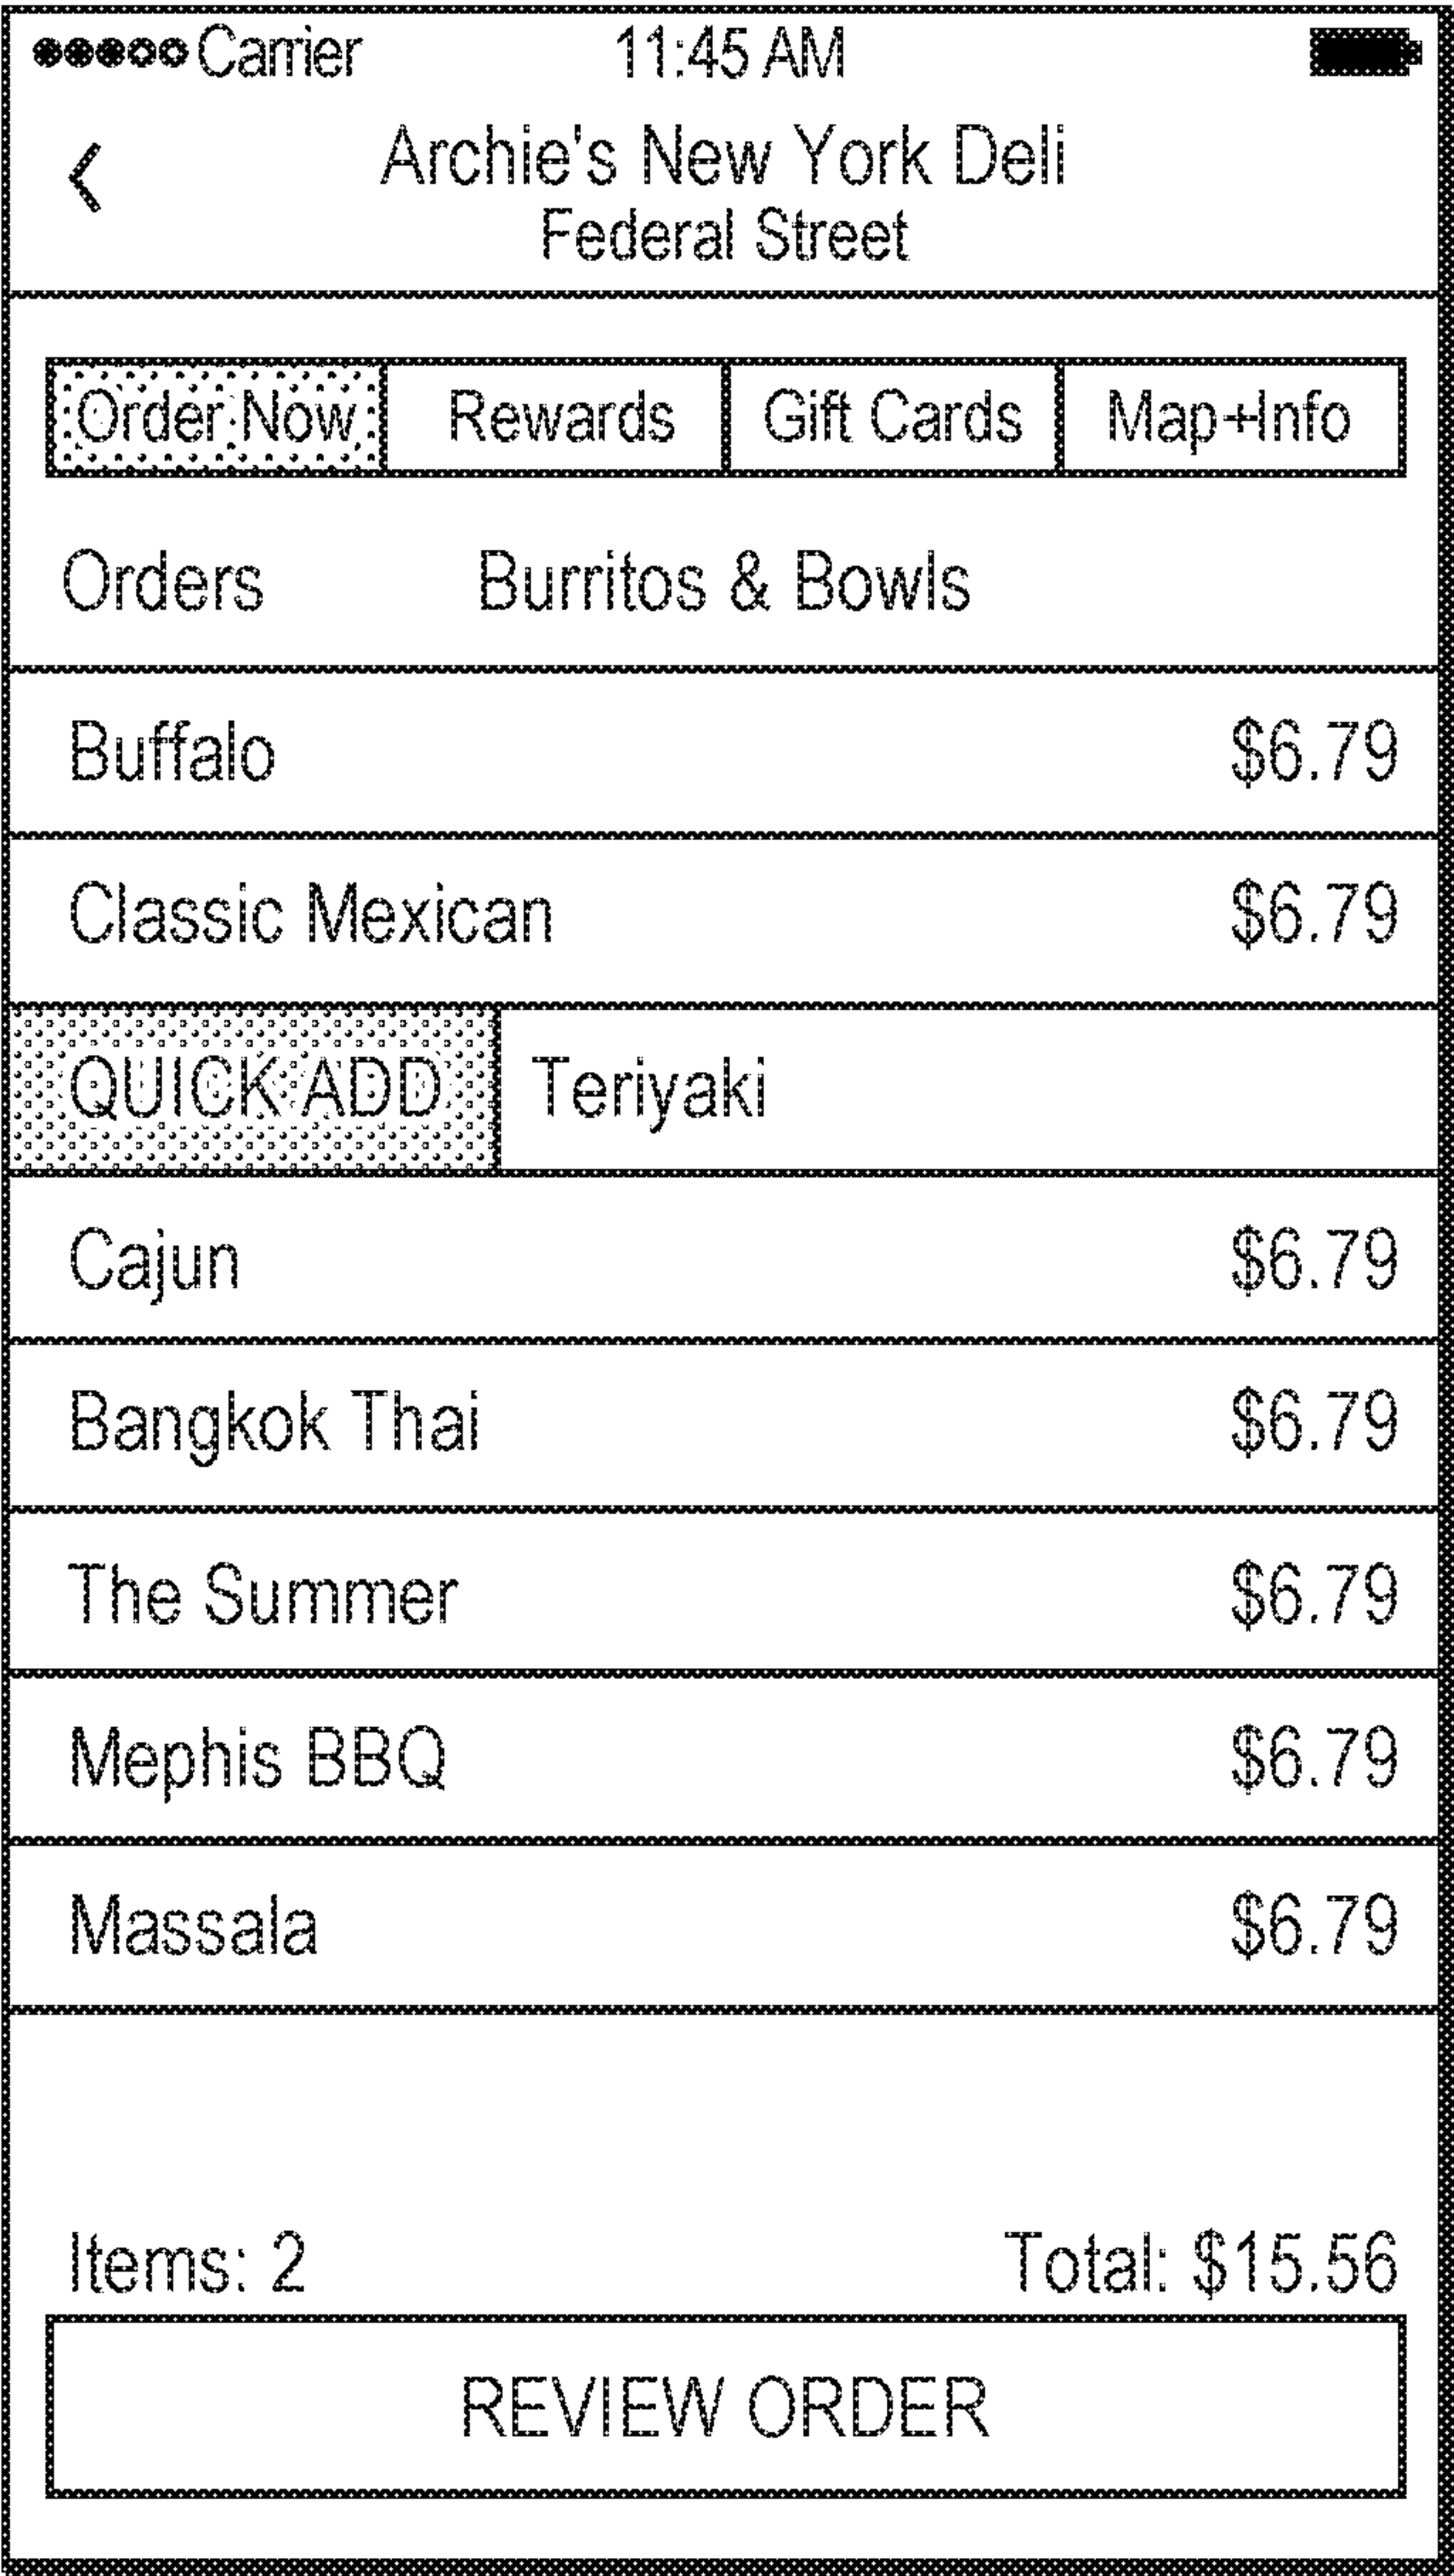 Carrier 11:45 AM
Archie's New York Deli
Federal Street
Order Now Rewards Gift Cards Map+Info
Orders Burritos & Bowls
Buffalo $6.79
Classic Mexican $6.79
QUICK ADD Teriyaki
Cajun $6.79
Bangkok Thai $6.79
The Summer $6.79
Mephis BBQ $6.79
Massala $6.79
Items: 2 Total: $15.56
REVIEW ORDER